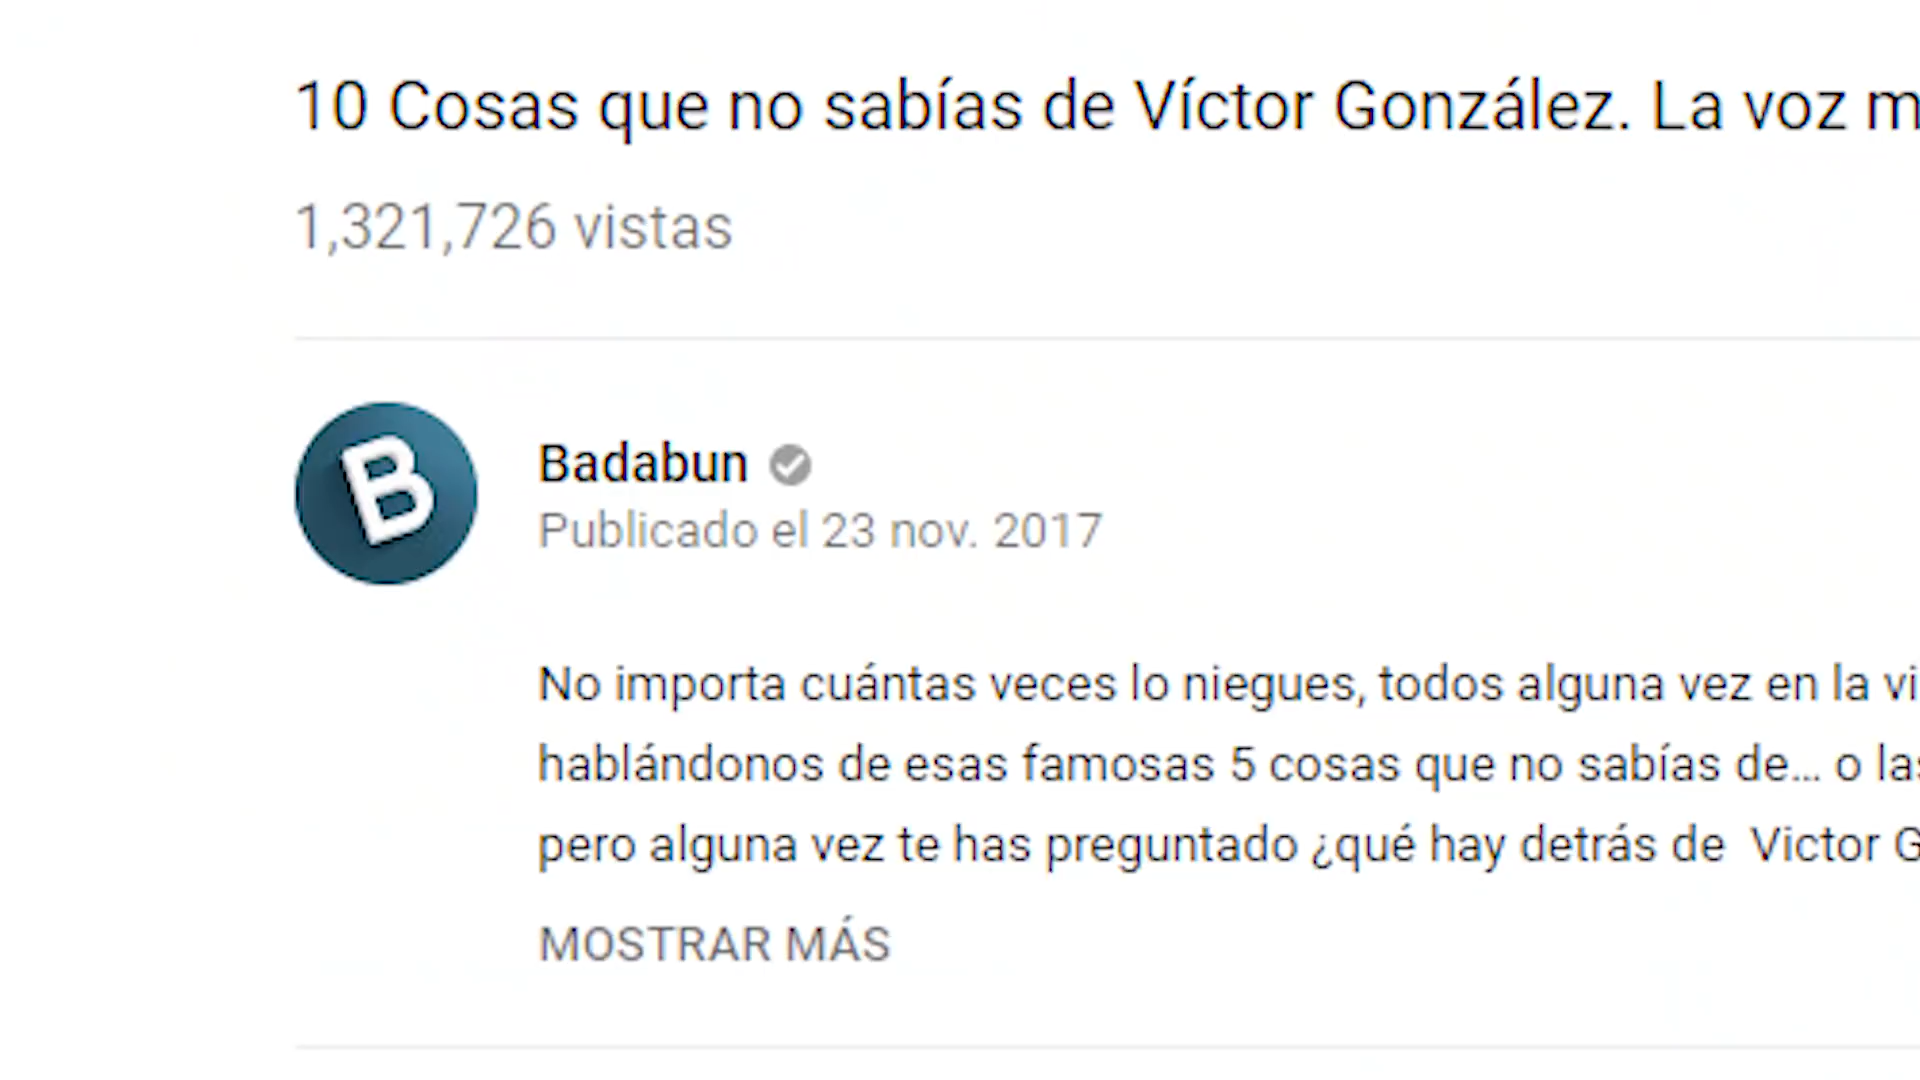 10 Cosas que no sabías de Víctor González. La voz m
1,321,726 vistas
B
Badabun
Publicado el 23 nov. 2017
No importa cuántas veces lo niegues, todos alguna vez en la vi
hablándonos de esas famosas 5 cosas que no sabías de... o las
pero alguna vez te has preguntado ¿qué hay detrás de  Victor G
MOSTRAR MÁS